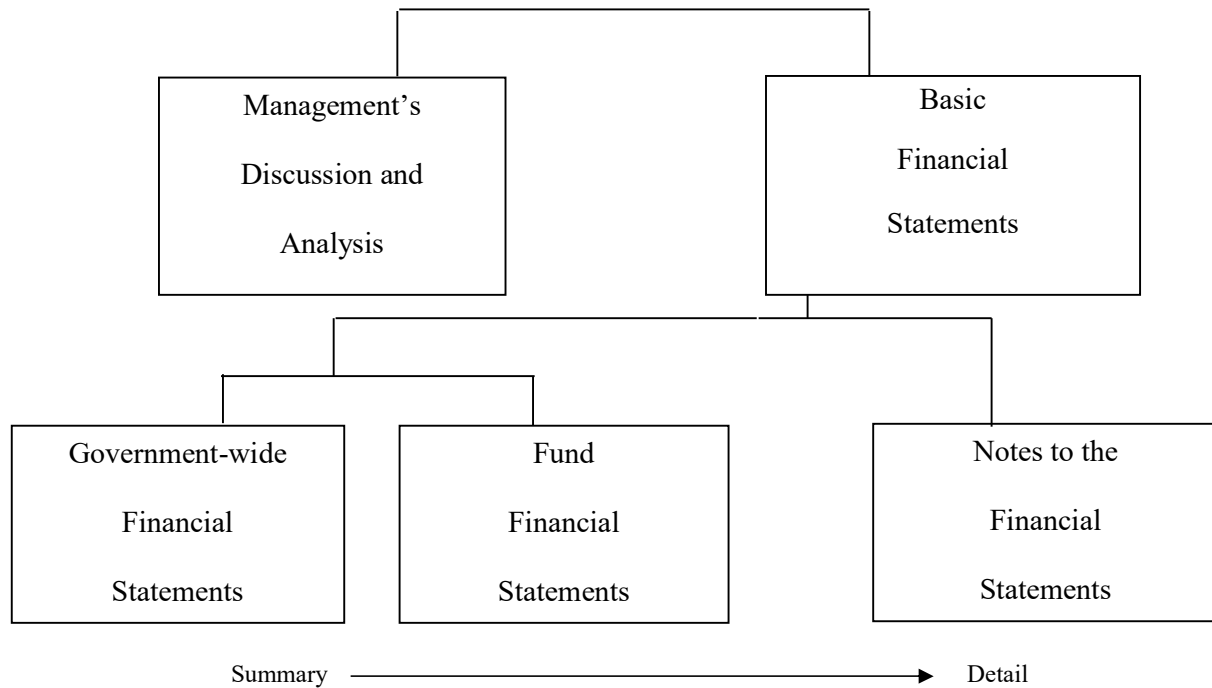 Management’s
Discussion and
Analysis
Basic
Financial
Statements
Government-wide
Financial
Statements
Fund
Financial
Statements
Notes to the
Financial
Statements
Summary
Detail